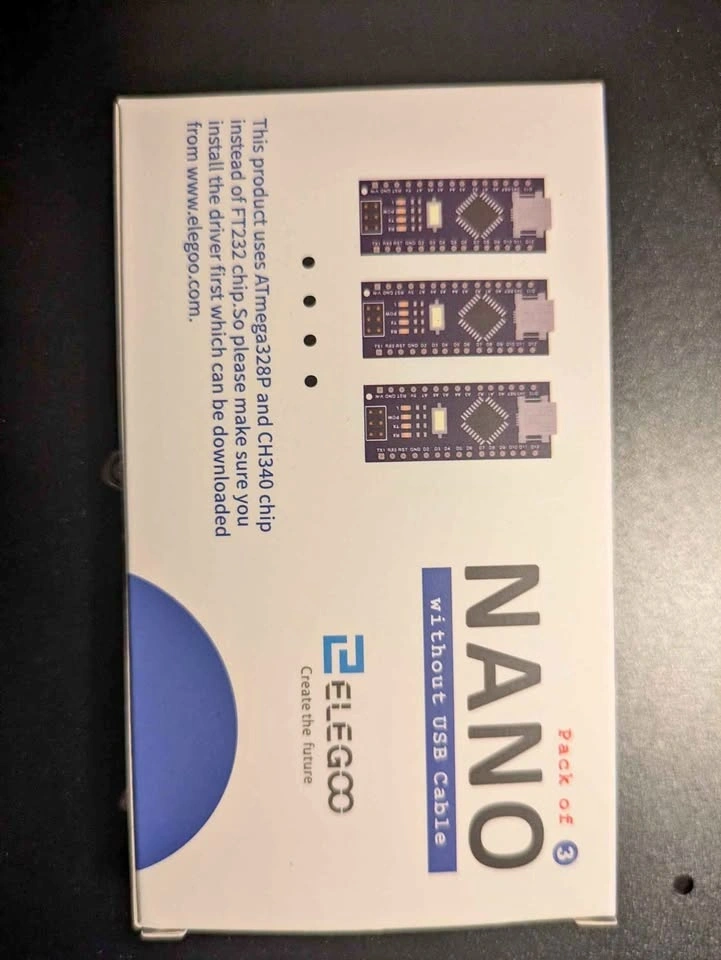 Pack of 3
NANO
without USB Cable
ELEGOO
Create the future
This product uses ATmega328P and CH340 chip
instead of FT232 chip.So please make sure you
install the driver first which can be downloaded
from www.elegoo.com.